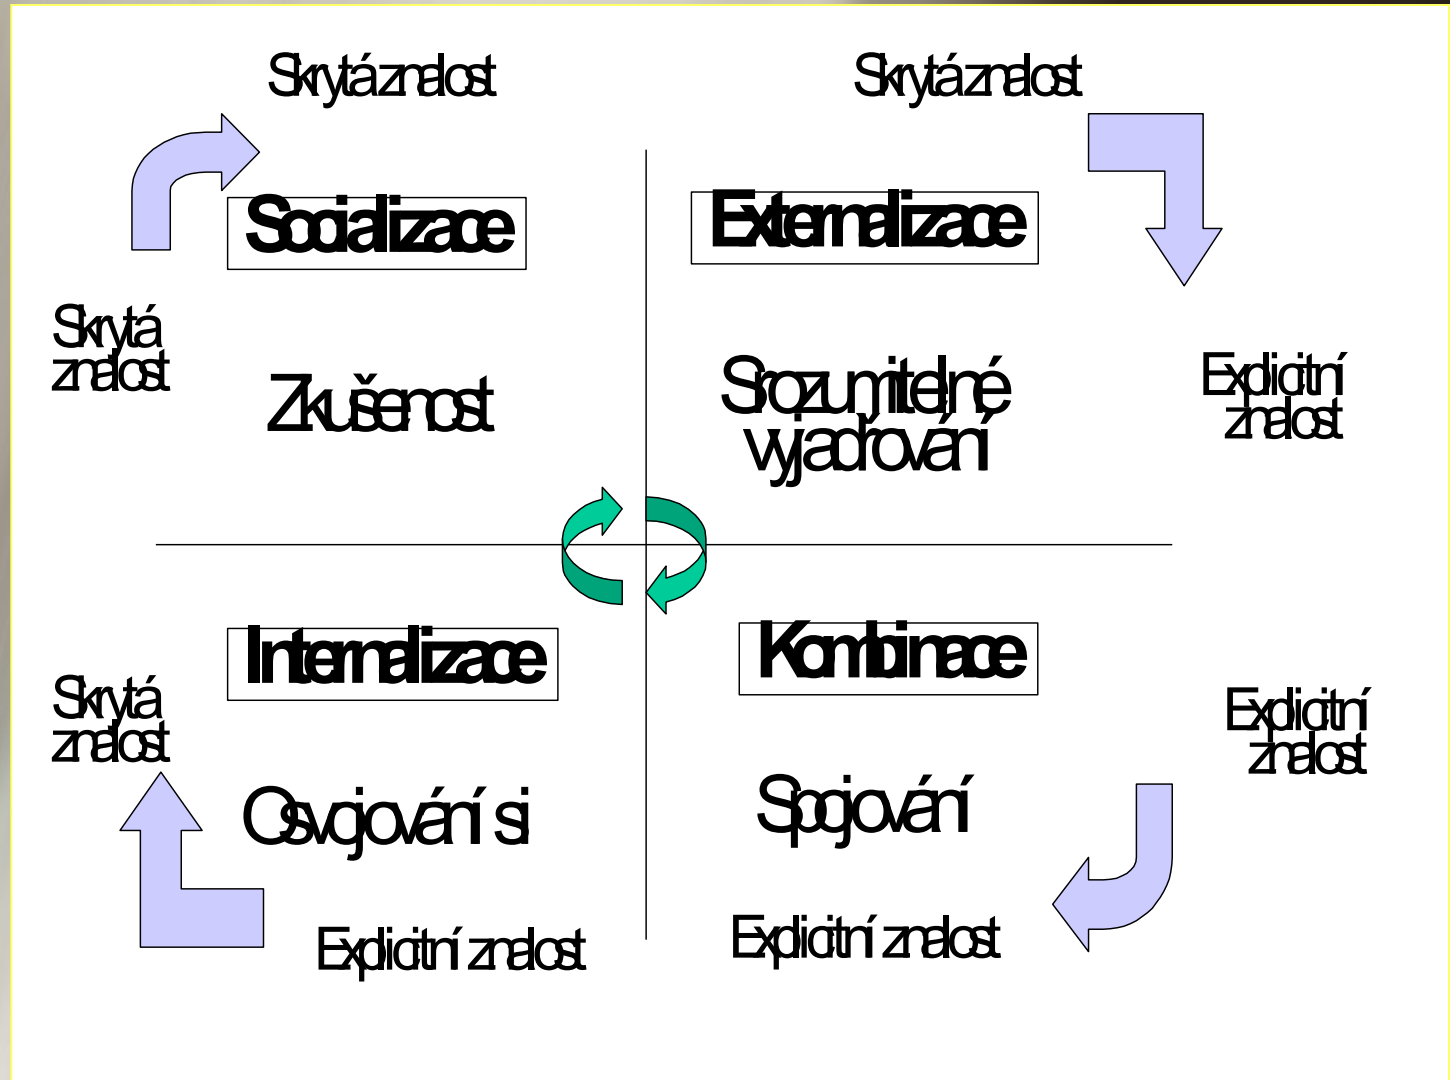 Skrytá znalost
Skrytá znalost
Socializace
Externalizace
Skrytá
znalost
Zkušenost
Srozumitelné
vyjadřování
Explicitní
znalost
Internalizace
Kombinace
Skrytá
znalost
Explicitní
znalost
Osvojování si
Spojování
Explicitní znalost
Explicitní znalost